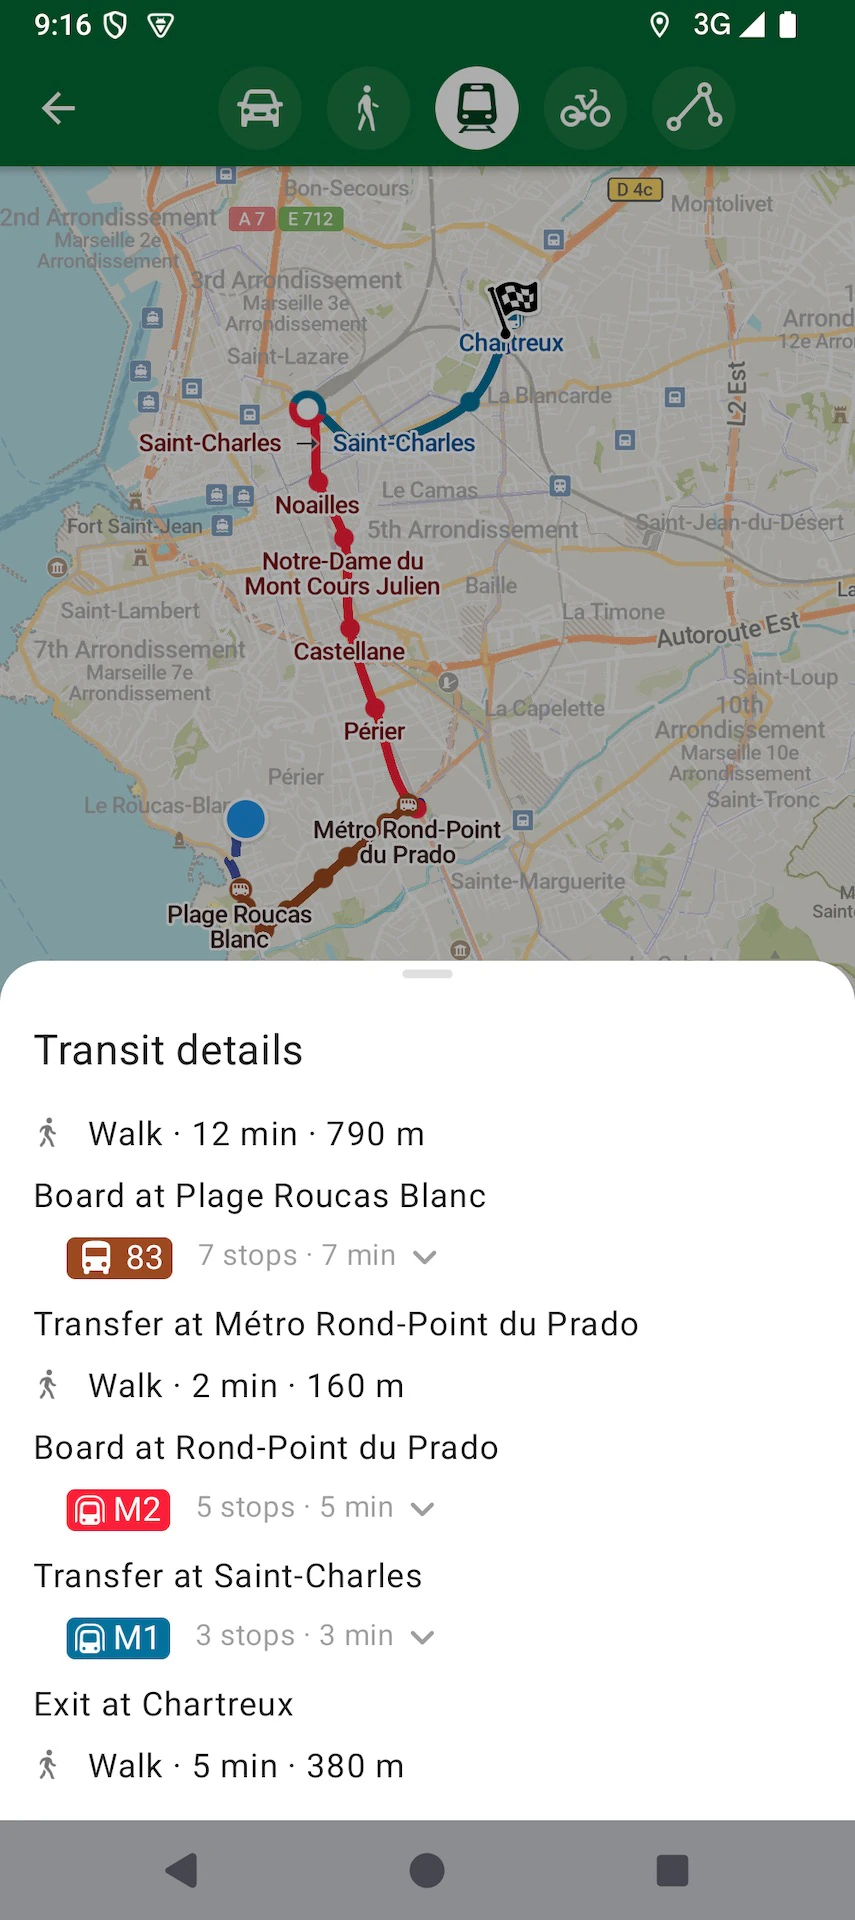 9:16
3G
Bon-Secours
D 4c
Montolivet
2nd Arrondissement
A 7
E 712
Marseille 2e
Arrondissement
3rd Arrondissement
Marseille 3e
Arrondissement
Arrond
12e Arro
Saint-Lazare
Chartreux
L2 Est
La Blancarde
Saint-Charles → Saint-Charles
Le Camas
Noailles
Fort Saint-Jean
5th Arrondissement
Saint-Jean-du-Désert
Notre-Dame du
Mont Cours Julien
Baille
La
Saint-Lambert
La Timone
Autoroute Est
7th Arrondissement
Marseille 7e
Arrondissement
Castellane
Saint-Loup
La Capelette
10th
Arrondissement
Marseille 10e
Arrondissement
Périer
Périer
Le Roucas-Blan
Saint-Tronc
Métro Rond-Point
du Prado
Sainte-Marguerite
M
Saint
Plage Roucas
Blanc
Transit details
Walk · 12 min · 790 m
Board at Plage Roucas Blanc
83 7 stops · 7 min
Transfer at Métro Rond-Point du Prado
Walk · 2 min · 160 m
Board at Rond-Point du Prado
M2 5 stops · 5 min
Transfer at Saint-Charles
M1 3 stops · 3 min
Exit at Chartreux
Walk · 5 min · 380 m